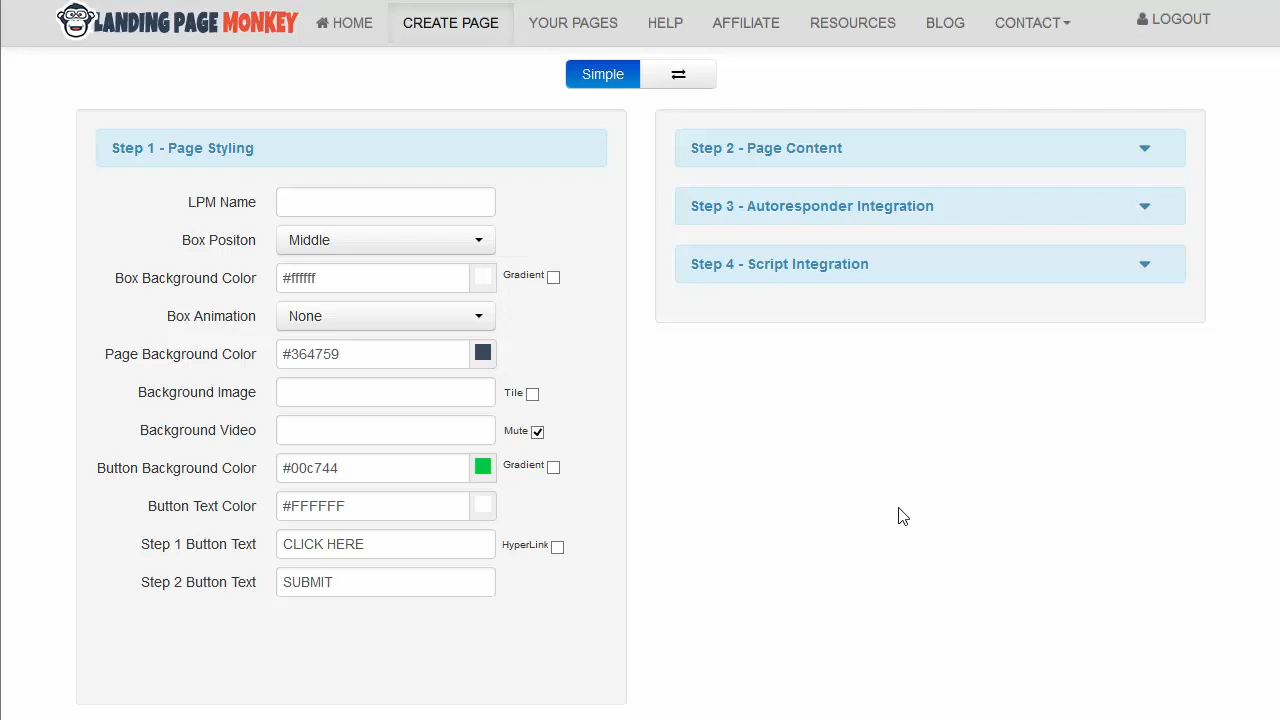 LANDING PAGE MONKEY
HOME
CREATE PAGE
YOUR PAGES
HELP
AFFILIATE
RESOURCES
BLOG
CONTACT
LOGOUT
Simple
Step 1 - Page Styling
LPM Name
Box Positon
Middle
Box Background Color
#ffffff
Gradient
Box Animation
None
Page Background Color
#364759
Background Image
Tile
Background Video
Mute
Button Background Color
#00c744
Gradient
Button Text Color
#FFFFFF
Step 1 Button Text
CLICK HERE
HyperLink
Step 2 Button Text
SUBMIT
Step 2 - Page Content
Step 3 - Autoresponder Integration
Step 4 - Script Integration